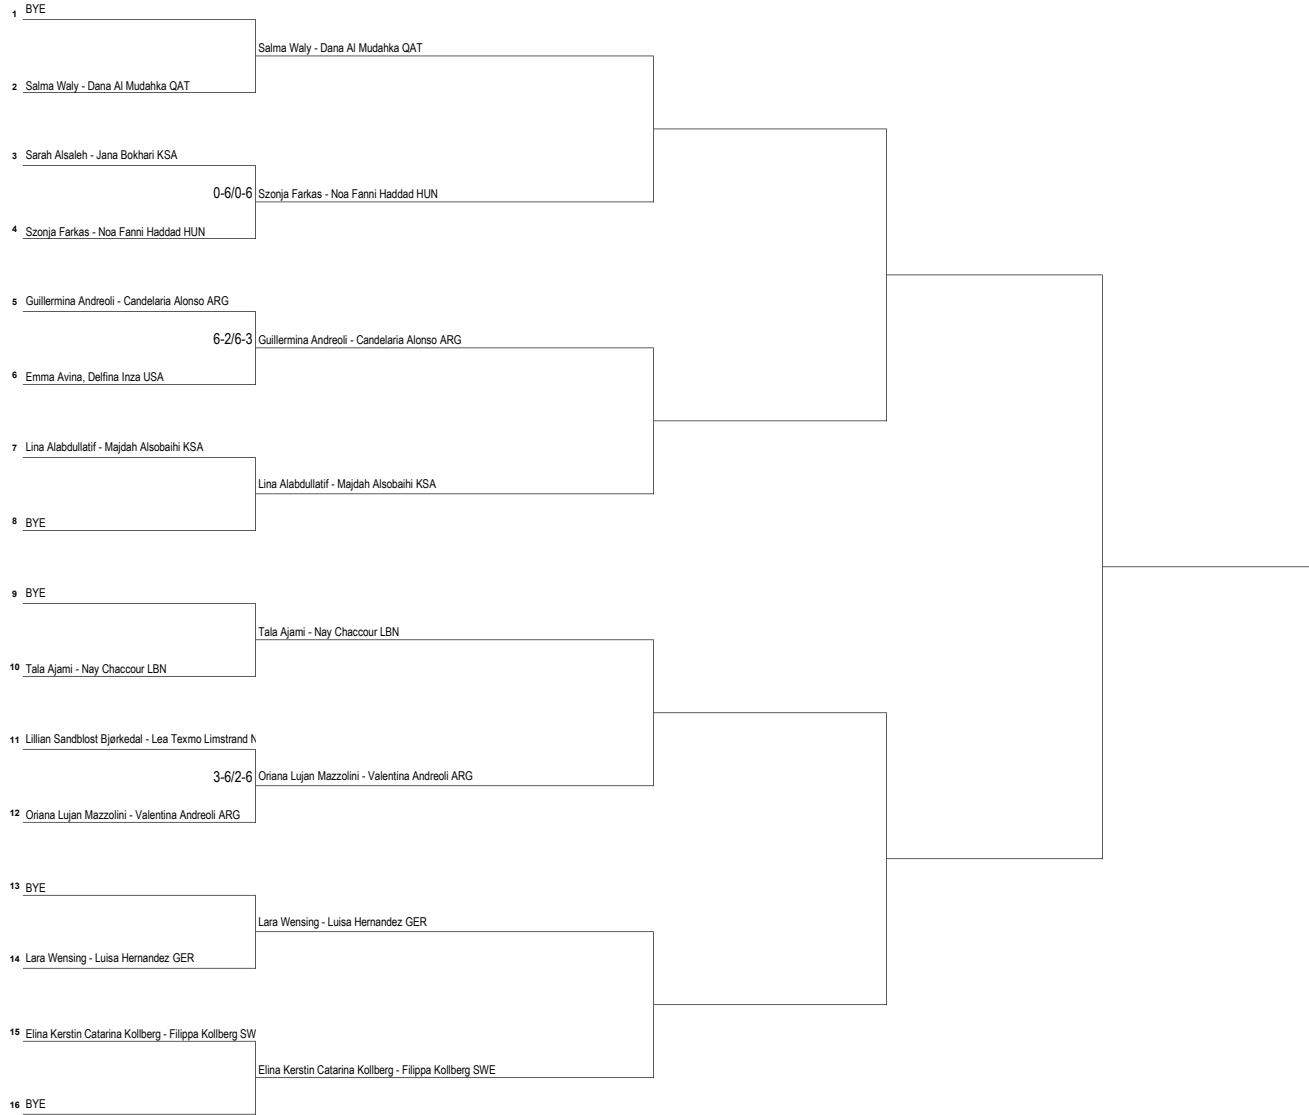 1 BYE
Salma Waly - Dana Al Mudahka QAT
2 Salma Waly - Dana Al Mudahka QAT
3 Sarah Alsaleh - Jana Bokhari KSA
0-6/0-6 Szonja Farkas - Noa Fanni Haddad HUN
4 Szonja Farkas - Noa Fanni Haddad HUN
5 Guillermina Andreoli - Candelaria Alonso ARG
6-2/6-3 Guillermina Andreoli - Candelaria Alonso ARG
6 Emma Avina, Delfina Inza USA
7 Lina Alabdullatif - Majdah Alsobaihi KSA
Lina Alabdullatif - Majdah Alsobaihi KSA
8 BYE
9 BYE
Tala Ajami - Nay Chaccour LBN
10 Tala Ajami - Nay Chaccour LBN
11 Lillian Sandblost Bjørkedal - Lea Texmo Limstrand N
3-6/2-6 Oriana Lujan Mazzolini - Valentina Andreoli ARG
12 Oriana Lujan Mazzolini - Valentina Andreoli ARG
13 BYE
Lara Wensing - Luisa Hernandez GER
14 Lara Wensing - Luisa Hernandez GER
15 Elina Kerstin Catarina Kollberg - Filippa Kollberg SW
Elina Kerstin Catarina Kollberg - Filippa Kollberg SWE
16 BYE